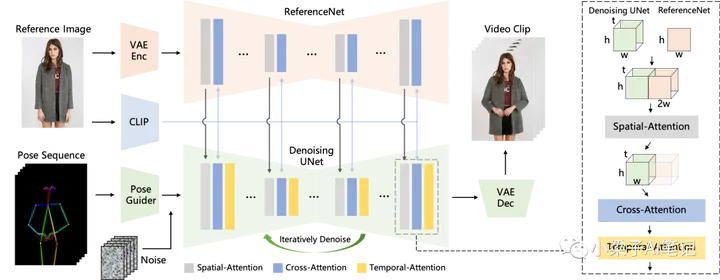 ReferenceNet
Reference Image
VAE
Enc
CLIP
Pose Sequence
Pose
Guider
Noise
Denoising
UNet
Iteratively Denoise
Video Clip
VAE
Dec
Spatial-Attention
Cross-Attention
Temporal-Attention
Denoising UNet
ReferenceNet
t
h
w
h
w
t
h
2w
Spatial-Attention
t
h
w
Cross-Attention
Temporal-Attention